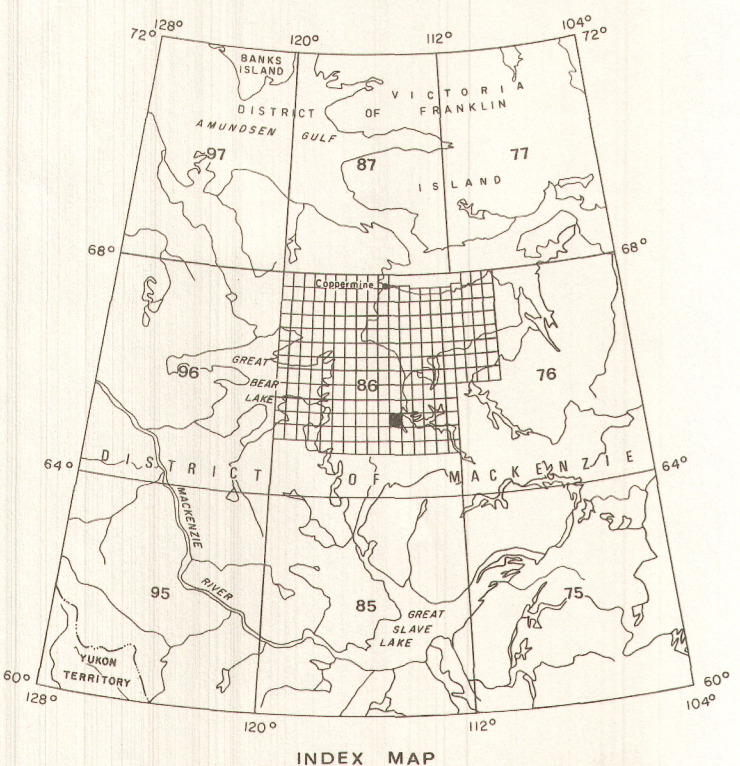 128°
104°
72°
72°
120°
112°
BANKS
ISLAND
VICTORIA
DISTRICT OF FRANKLIN
AMUNDSEN GULF
97
87
77
ISLAND
68°
68°
Coppermine
GREAT
96
86
76
BEAR
LAKE
DISTRICT OF MACKENZIE
64°
64°
MACKENZIE
RIVER
95
85
75
GREAT
SLAVE
LAKE
YUKON
TERRITORY
60°
60°
128°
104°
120°
112°
INDEX MAP